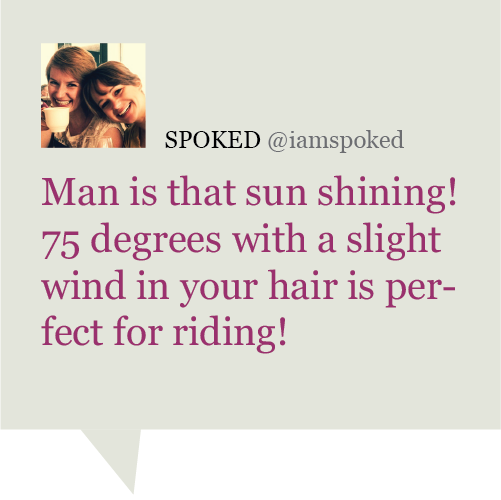 SPOKED @iamspoked
Man is that sun shining!
75 degrees with a slight
wind in your hair is per-
fect for riding!